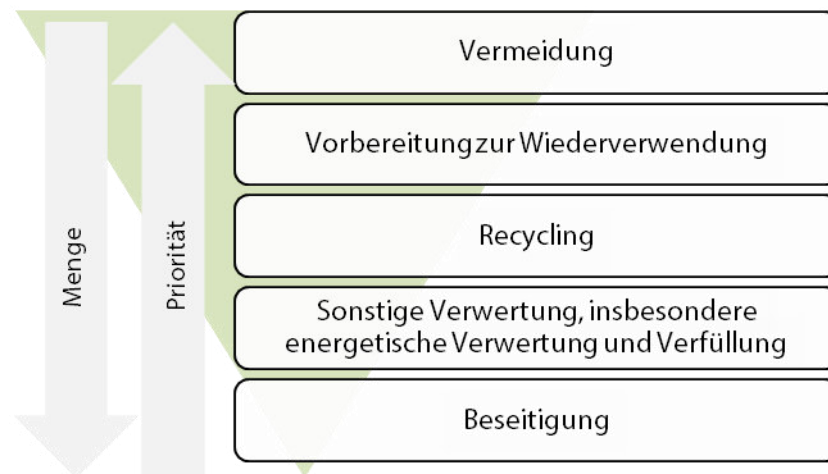 Vermeidung
Vorbereitung zur Wiederverwendung
Recycling
Sonstige Verwertung, insbesondere
energetische Verwertung und Verfüllung
Beseitigung
Menge
Priorität